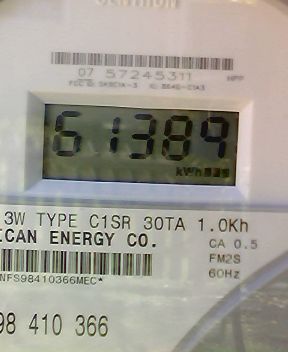 CENTRON
07 57245311
61389
kWh
3W TYPE C1SR 30TA 1.0Kh
ICAN ENERGY CO.
CA 0.5
FM2S
60Hz
NFS98410366MEC*
98 410 366